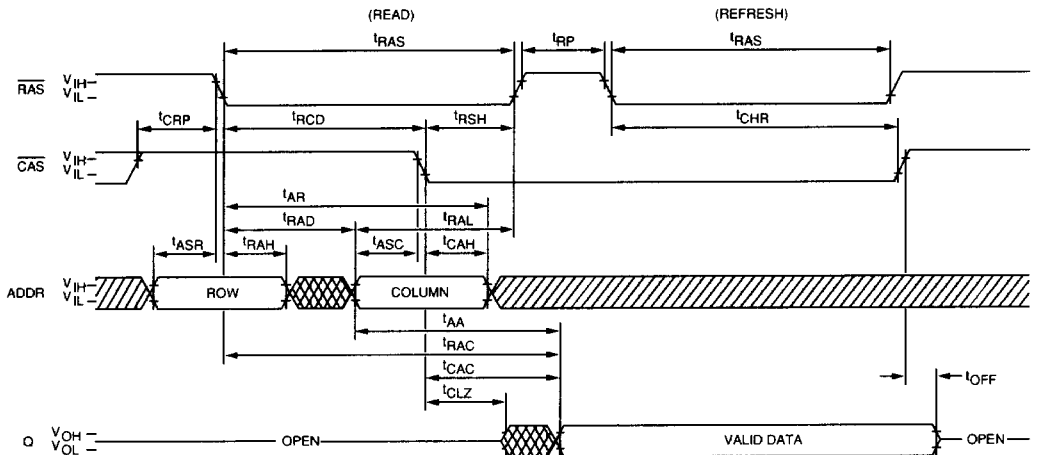 (READ) (REFRESH)
tRAS tRP tRAS
RAS VIH VIL
tCRP tRCD tRSH tCHR
CAS VIH VIL
tAR
tRAD tRAL
tASR tRAH tASC tCAH
ADDR VIH VIL ROW COLUMN
tAA
tRAC
tCAC
tCLZ tOFF
Q VOH VOL OPEN VALID DATA OPEN